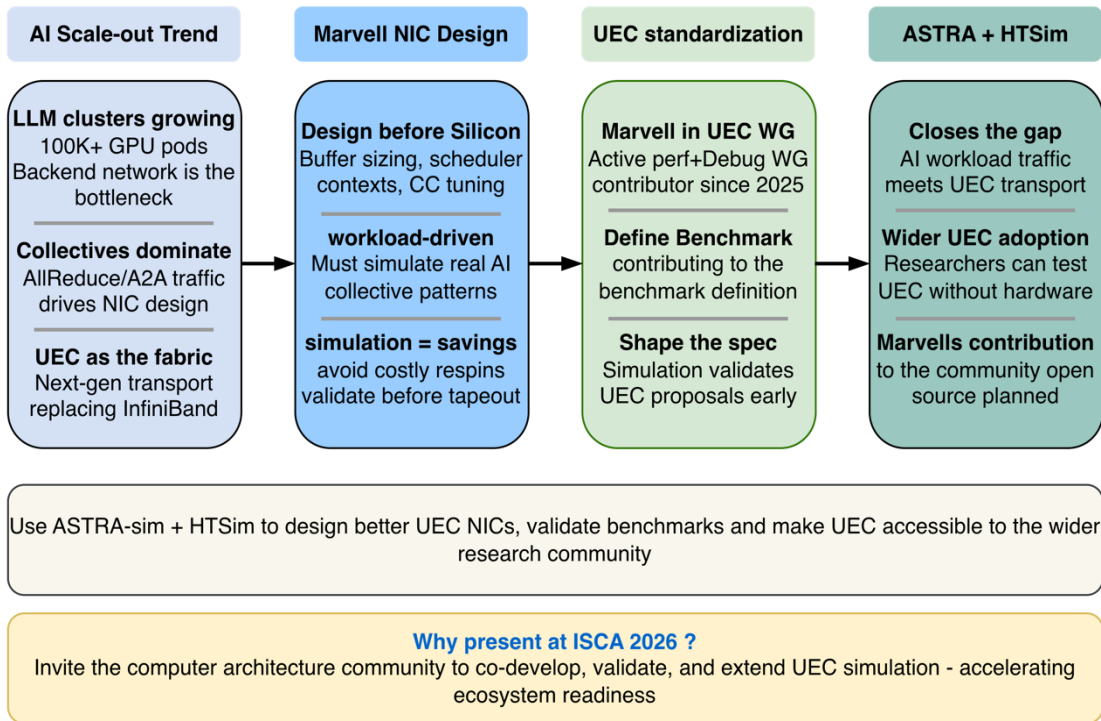 AI Scale-out Trend
Marvell NIC Design
UEC standardization
ASTRA + HTSim
LLM clusters growing
100K+ GPU pods
Backend network is the
bottleneck
Collectives dominate
AllReduce/A2A traffic
drives NIC design
UEC as the fabric
Next-gen transport
replacing InfiniBand
Design before Silicon
Buffer sizing, scheduler
contexts, CC tuning
workload-driven
Must simulate real AI
collective patterns
simulation = savings
avoid costly respins
validate before tapeout
Marvell in UEC WG
Active perf+Debug WG
contributor since 2025
Define Benchmark
contributing to the
benchmark definition
Shape the spec
Simulation validates
UEC proposals early
Closes the gap
AI workload traffic
meets UEC transport
Wider UEC adoption
Researchers can test
UEC without hardware
Marvells contribution
to the community open
source planned
Use ASTRA-sim + HTSim to design better UEC NICs, validate benchmarks and make UEC accessible to the wider
research community
Why present at ISCA 2026 ?
Invite the computer architecture community to co-develop, validate, and extend UEC simulation - accelerating
ecosystem readiness